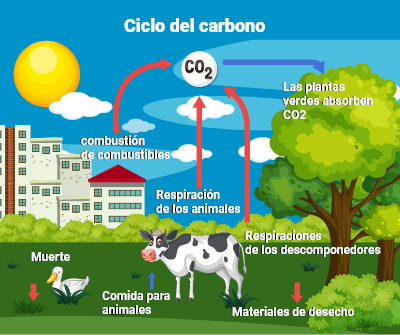 Ciclo del carbono
CO2
Las plantas
verdes absorben
CO2
combustión
de combustibles
Respiración
de los animales
Respiraciones
de los descomponedores
Muerte
Comida para
animales
Materiales de desecho